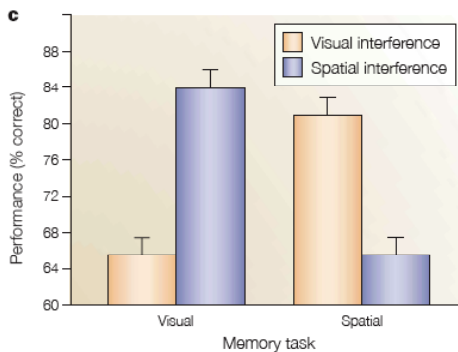 c
Visual interference
Spatial interference
Performance (% correct)
88
84
80
76
72
68
64
60
Visual Spatial
Memory task